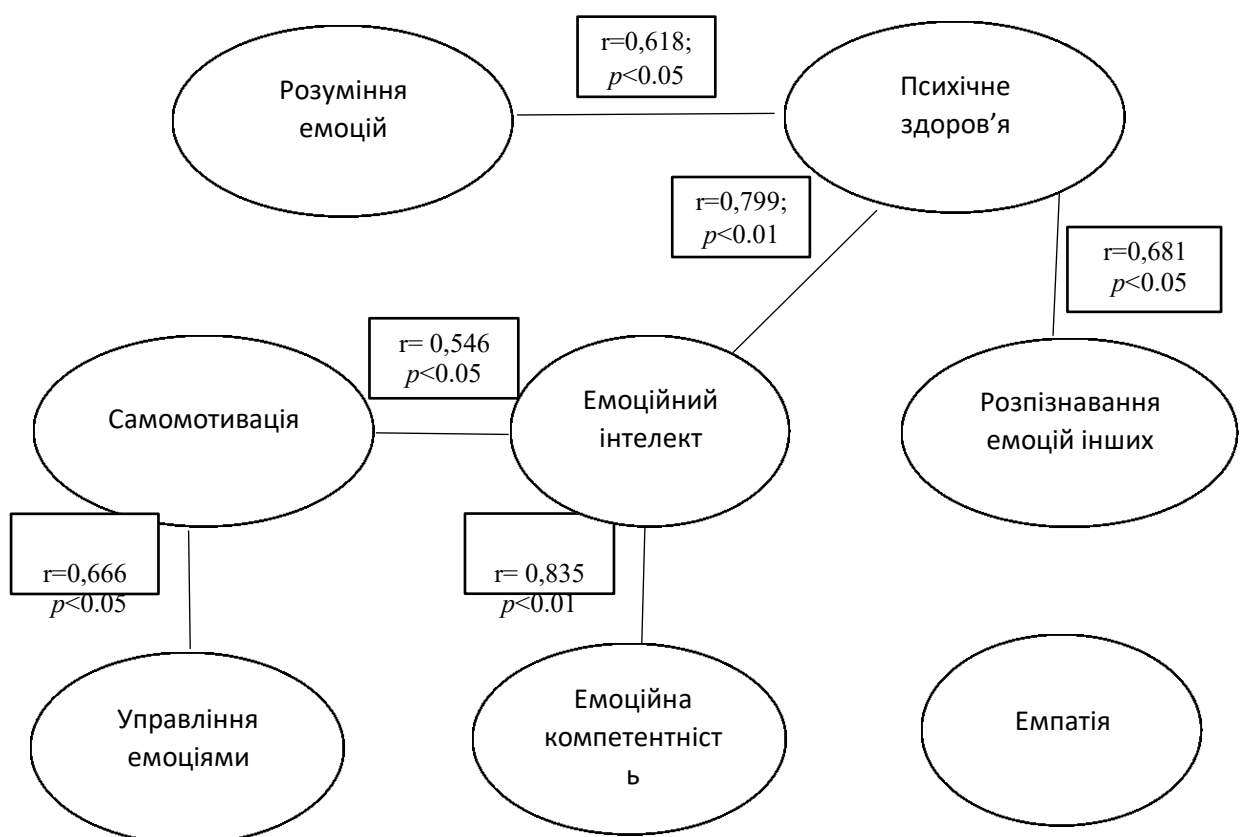 r=0,618;
p<0.05
Розуміння
емоцій
Психічне
здоров’я
r=0,799;
p<0.01
r=0,681
p<0.05
r= 0,546
p<0.05
Самомотивація
Емоційний
інтелект
Розпізнавання
емоцій інших
r=0,666
p<0.05
r= 0,835
p<0.01
Управління
емоціями
Емоційна
компетентніст
ь
Емпатія